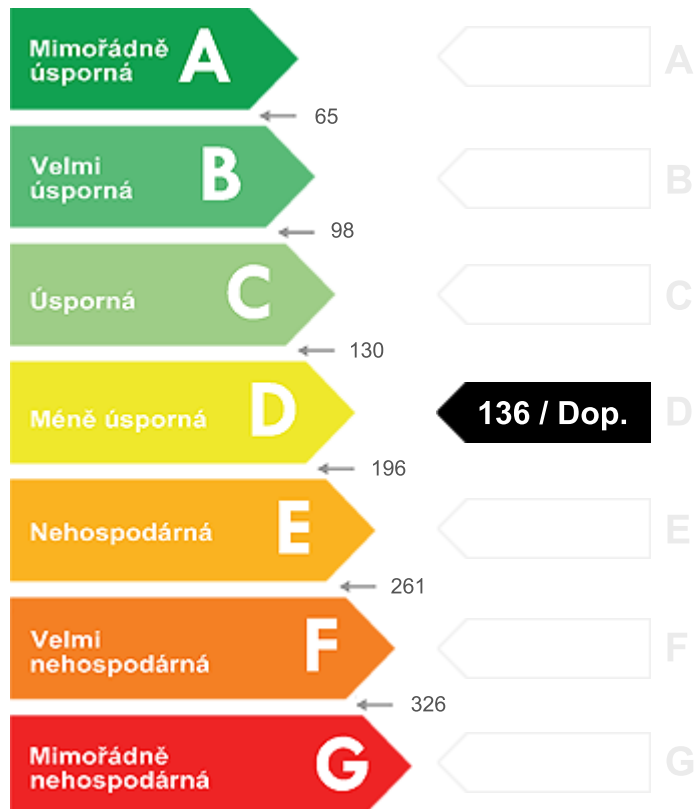 Mimořádně
úsporná
A
A
65
Velmi
úsporná
B
B
98
Úsporná
C
C
130
Méně úsporná
D
136 / Dop.
D
196
Nehospodárná
E
E
261
Velmi
nehospodárná
F
F
326
Mimořádně
nehospodárná
G
G